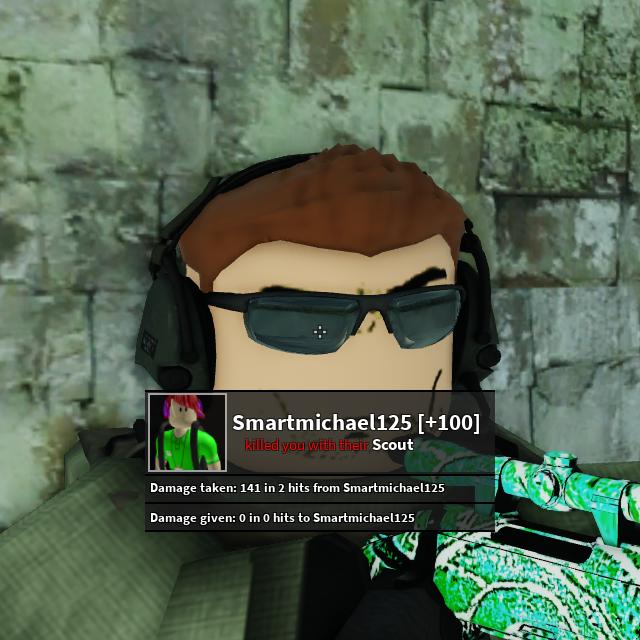 Smartmichael125 [+100]
killed you with their Scout
Damage taken: 141 in 2 hits from Smartmichael125
Damage given: 0 in 0 hits to Smartmichael125